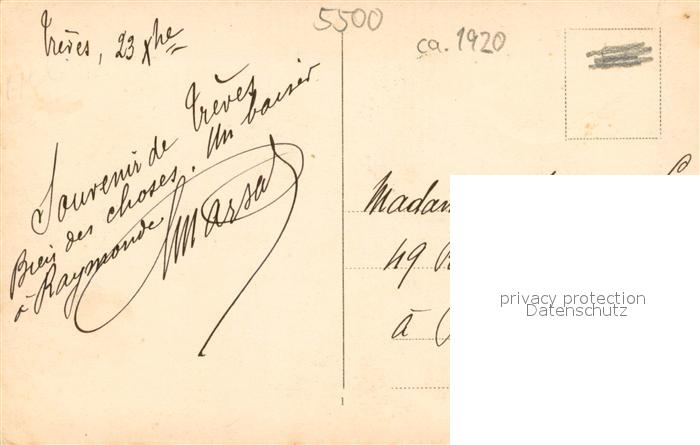 5500
ca. 1920
Trèves, 23 Xbre
Souvenir de Trèves
Bien des choses. Un baiser
à Raymonde
Marsal
Madam
49 R
à
privacy protection
Datenschutz
1